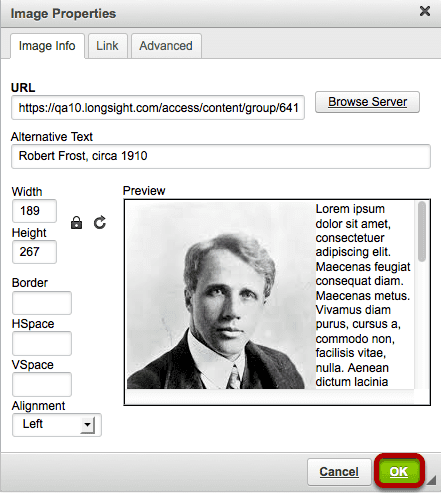 Image Properties
Image Info
Link
Advanced
URL
https://qa10.longsight.com/access/content/group/641
Browse Server
Alternative Text
Robert Frost, circa 1910
Width
189
Height
267
Border
HSpace
VSpace
Alignment
Left
Preview
Lorem ipsum
dolor sit amet,
consectetuer
adipiscing elit.
Maecenas feugiat
consequat diam.
Maecenas metus.
Vivamus diam
purus, cursus a,
commodo non,
facilisis vitae,
nulla. Aenean
dictum lacinia
Cancel
OK